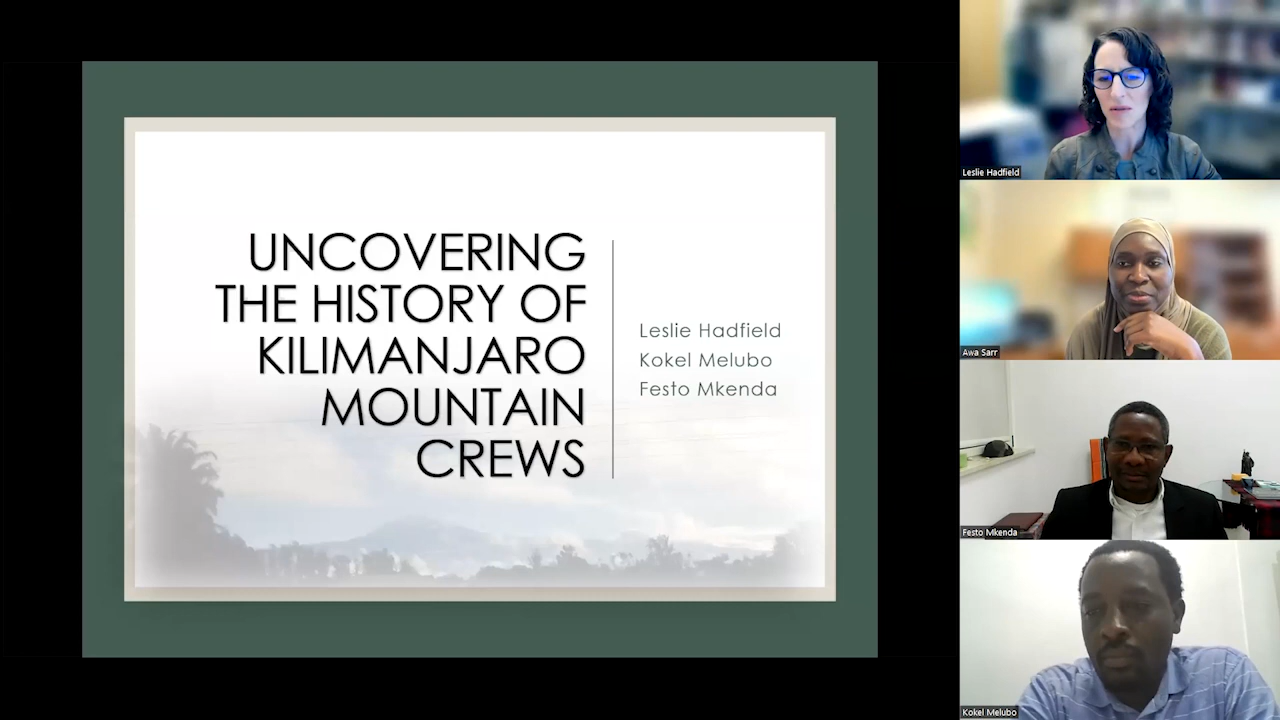 UNCOVERING
THE HISTORY OF
KILIMANJARO
MOUNTAIN
CREWS
Leslie Hadfield
Kokel Melubo
Festo Mkenda
Leslie Hadfield
Awa Sarr
Festo Mkenda
Kokel Melubo